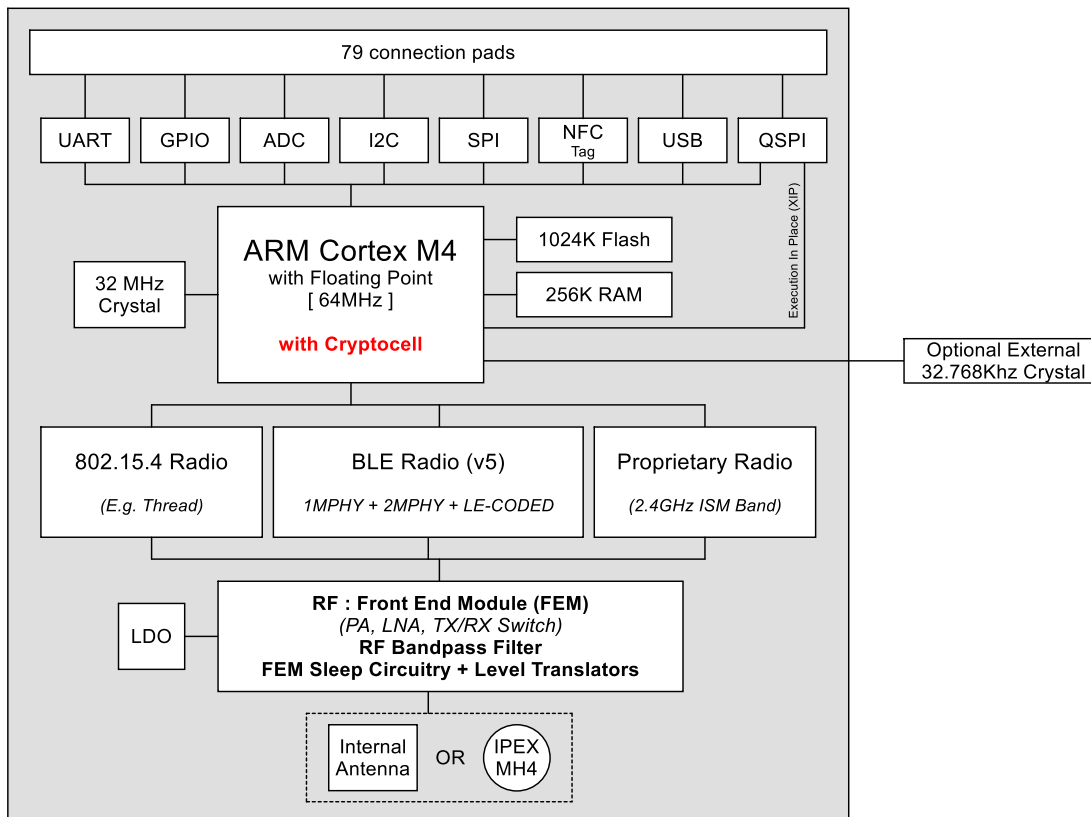 79 connection pads
UART
GPIO
ADC
I2C
SPI
NFC
Tag
USB
QSPI
Execution In Place (XIP)
ARM Cortex M4
with Floating Point
[ 64MHz ]
with Cryptocell
32 MHz
Crystal
1024K Flash
256K RAM
Optional External
32.768Khz Crystal
802.15.4 Radio
(E.g. Thread)
BLE Radio (v5)
1MPHY + 2MPHY + LE-CODED
Proprietary Radio
(2.4GHz ISM Band)
LDO
RF : Front End Module (FEM)
(PA, LNA, TX/RX Switch)
RF Bandpass Filter
FEM Sleep Circuitry + Level Translators
Internal
Antenna
OR
IPEX
MH4